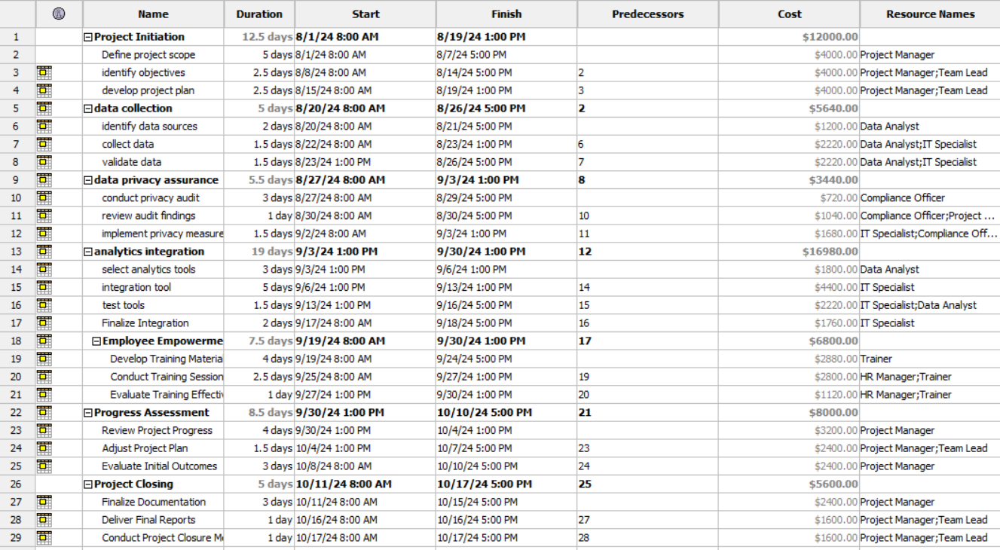 Name Duration Start Finish Predecessors Cost Resource Names
1 Project Initiation 12.5 days 8/1/24 8:00 AM 8/19/24 1:00 PM $12000.00
2 Define project scope 5 days 8/1/24 8:00 AM 8/7/24 5:00 PM $4000.00 Project Manager
3 identify objectives 2.5 days 8/8/24 8:00 AM 8/14/24 5:00 PM 2 $4000.00 Project Manager;Team Lead
4 develop project plan 2.5 days 8/15/24 8:00 AM 8/19/24 1:00 PM 3 $4000.00 Project Manager;Team Lead
5 data collection 5 days 8/20/24 8:00 AM 8/26/24 5:00 PM 2 $5640.00
6 identify data sources 2 days 8/20/24 8:00 AM 8/21/24 5:00 PM $1200.00 Data Analyst
7 collect data 1.5 days 8/22/24 8:00 AM 8/23/24 1:00 PM 6 $2220.00 Data Analyst;IT Specialist
8 validate data 1.5 days 8/23/24 1:00 PM 8/26/24 5:00 PM 7 $2220.00 Data Analyst;IT Specialist
9 data privacy assurance 5.5 days 8/27/24 8:00 AM 9/3/24 1:00 PM 8 $3440.00
10 conduct privacy audit 3 days 8/27/24 8:00 AM 8/29/24 5:00 PM $720.00 Compliance Officer
11 review audit findings 1 day 8/30/24 8:00 AM 8/30/24 5:00 PM 10 $1040.00 Compliance Officer;Project ...
12 implement privacy measure 1.5 days 9/2/24 8:00 AM 9/3/24 1:00 PM 11 $1680.00 IT Specialist;Compliance Off...
13 analytics integration 19 days 9/3/24 1:00 PM 9/30/24 1:00 PM 12 $16980.00
14 select analytics tools 3 days 9/3/24 1:00 PM 9/6/24 1:00 PM $1800.00 Data Analyst
15 integration tool 5 days 9/6/24 1:00 PM 9/13/24 1:00 PM 14 $4400.00 IT Specialist
16 test tools 1.5 days 9/13/24 1:00 PM 9/16/24 5:00 PM 15 $2220.00 IT Specialist;Data Analyst
17 Finalize Integration 2 days 9/17/24 8:00 AM 9/18/24 5:00 PM 16 $1760.00 IT Specialist
18 Employee Empowerme 7.5 days 9/19/24 8:00 AM 9/30/24 1:00 PM 17 $6800.00
19 Develop Training Materia 4 days 9/19/24 8:00 AM 9/24/24 5:00 PM $2880.00 Trainer
20 Conduct Training Session 2.5 days 9/25/24 8:00 AM 9/27/24 1:00 PM 19 $2800.00 HR Manager;Trainer
21 Evaluate Training Effecti 1 day 9/27/24 1:00 PM 9/30/24 1:00 PM 20 $1120.00 HR Manager;Trainer
22 Progress Assessment 8.5 days 9/30/24 1:00 PM 10/10/24 5:00 PM 21 $8000.00
23 Review Project Progress 4 days 9/30/24 1:00 PM 10/4/24 1:00 PM $3200.00 Project Manager
24 Adjust Project Plan 1.5 days 10/4/24 1:00 PM 10/7/24 5:00 PM 23 $2400.00 Project Manager;Team Lead
25 Evaluate Initial Outcomes 3 days 10/8/24 8:00 AM 10/10/24 5:00 PM 24 $2400.00 Project Manager
26 Project Closing 5 days 10/11/24 8:00 AM 10/17/24 5:00 PM 25 $5600.00
27 Finalize Documentation 3 days 10/11/24 8:00 AM 10/15/24 5:00 PM $2400.00 Project Manager
28 Deliver Final Reports 1 day 10/16/24 8:00 AM 10/16/24 5:00 PM 27 $1600.00 Project Manager;Team Lead
29 Conduct Project Closure M 1 day 10/17/24 8:00 AM 10/17/24 5:00 PM 28 $1600.00 Project Manager;Team Lead